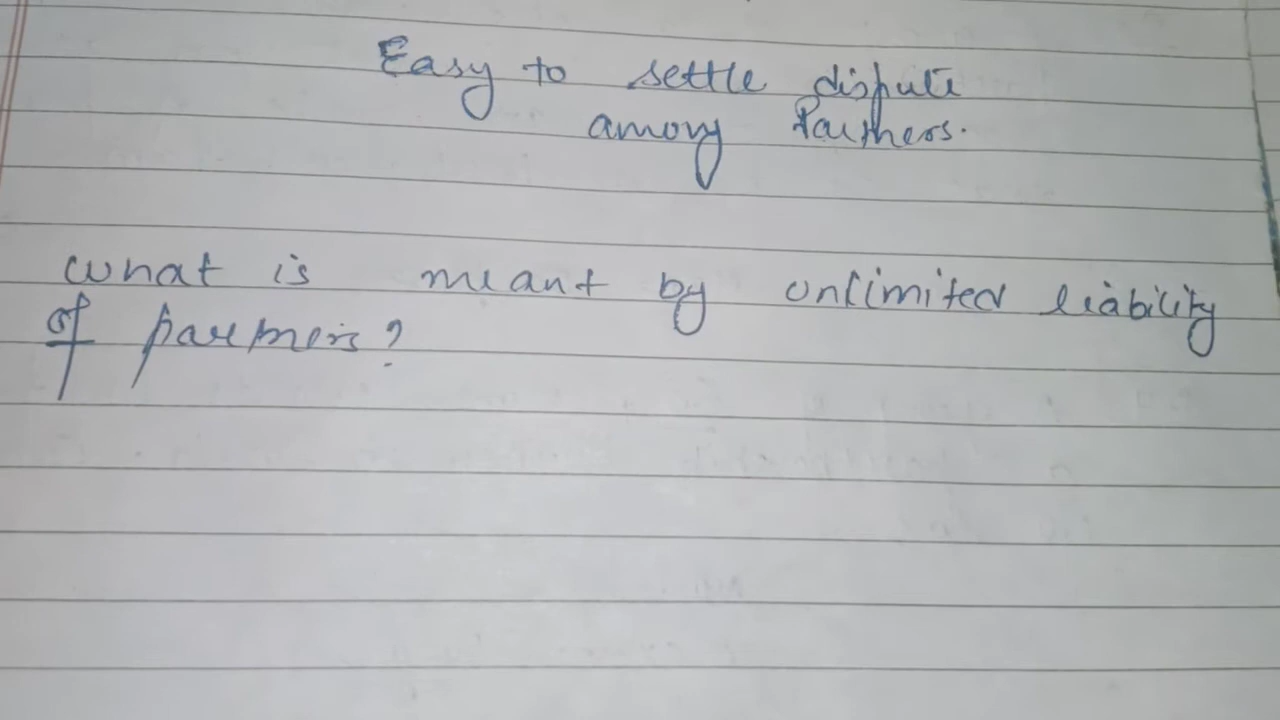 Easy to settle dispute
among Partners.
What is meant by unlimited liability
of partners?